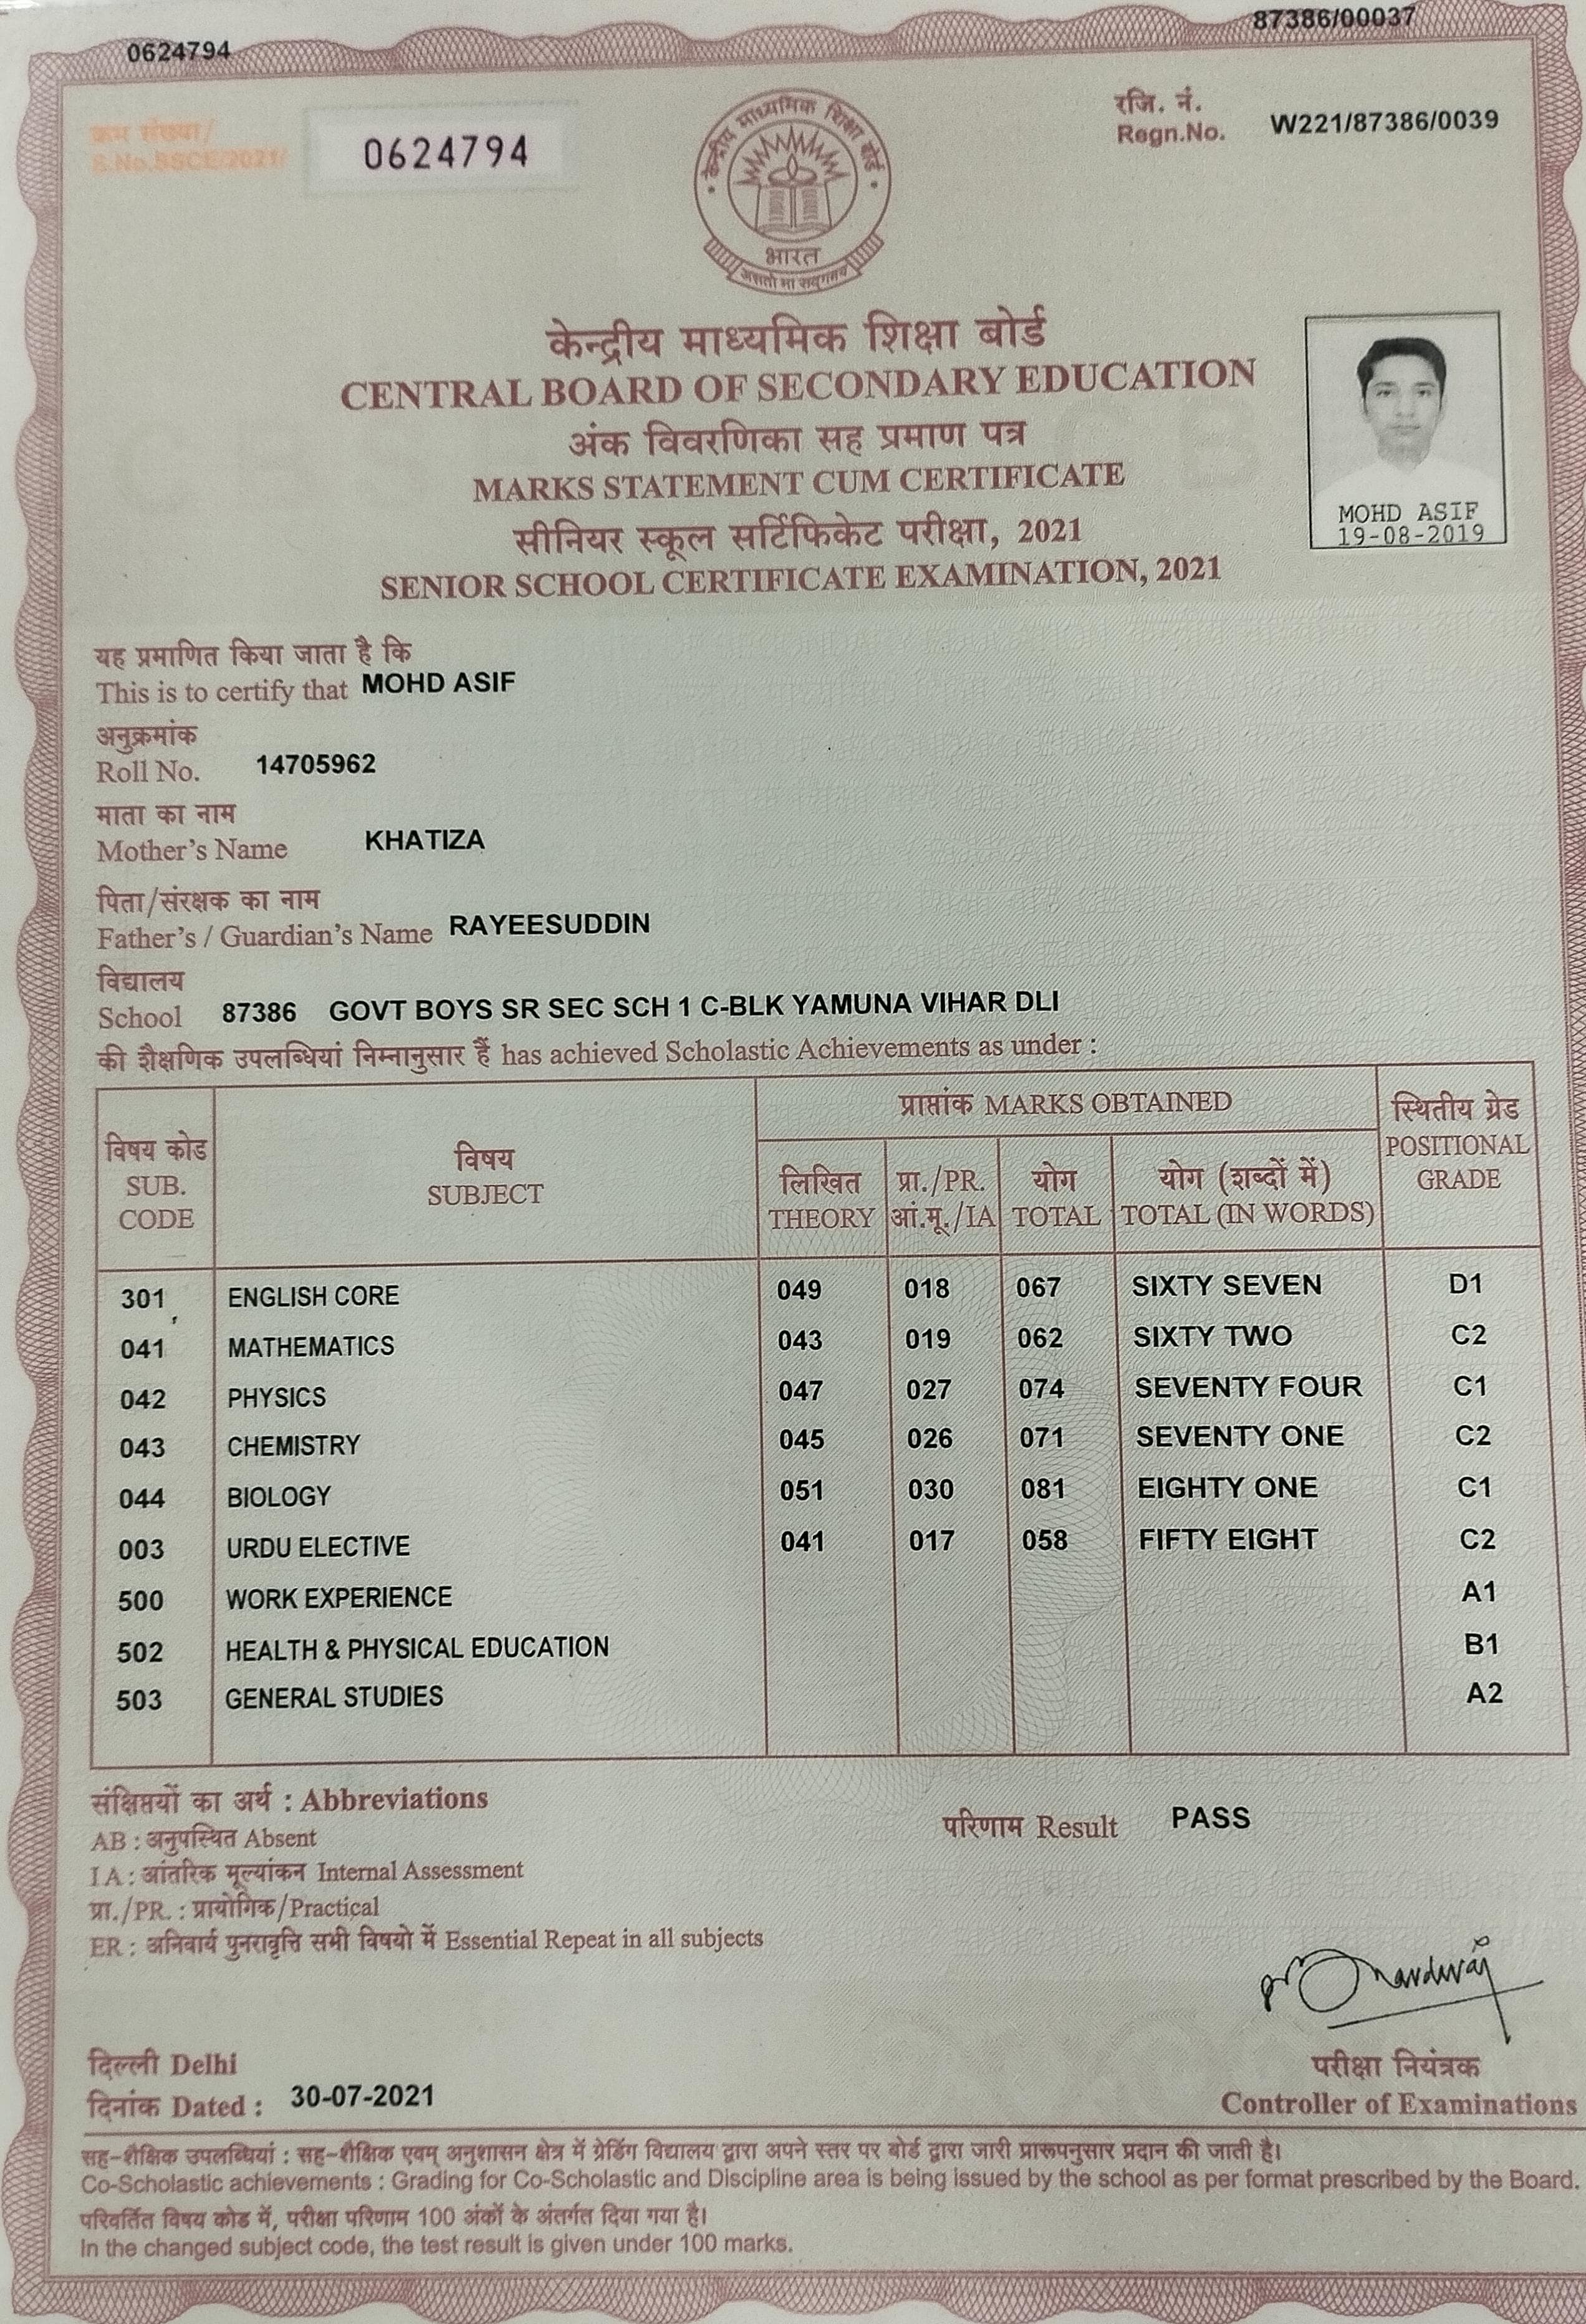 0624794
87386/00037
क्रम संख्या/
S.No.SSCE/2021/
0624794
रजि. नं.
Regn.No. W221/87386/0039
केन्द्रीय माध्यमिक शिक्षा बोर्ड
भारत
असतो मा सद्गमय
केन्द्रीय माध्यमिक शिक्षा बोर्ड
CENTRAL BOARD OF SECONDARY EDUCATION
अंक विवरणिका सह प्रमाण पत्र
MARKS STATEMENT CUM CERTIFICATE
सीनियर स्कूल सर्टिफिकेट परीक्षा, 2021
SENIOR SCHOOL CERTIFICATE EXAMINATION, 2021
MOHD ASIF
19-08-2019
यह प्रमाणित किया जाता है कि
This is to certify that MOHD ASIF
अनुक्रमांक
Roll No. 14705962
माता का नाम
Mother's Name KHATIZA
पिता/संरक्षक का नाम
Father's / Guardian's Name RAYEESUDDIN
विद्यालय
School 87386 GOVT BOYS SR SEC SCH 1 C-BLK YAMUNA VIHAR DLI
की शैक्षणिक उपलब्धियां निम्नानुसार हैं has achieved Scholastic Achievements as under :
विषय कोड
SUB.
CODE
विषय
SUBJECT
प्राप्तांक MARKS OBTAINED
लिखित
THEORY
प्रा./PR.
आं.मू./IA
योग
TOTAL
योग (शब्दों में)
TOTAL (IN WORDS)
स्थितीय ग्रेड
POSITIONAL
GRADE
301 ENGLISH CORE 049 018 067 SIXTY SEVEN D1
041 MATHEMATICS 043 019 062 SIXTY TWO C2
042 PHYSICS 047 027 074 SEVENTY FOUR C1
043 CHEMISTRY 045 026 071 SEVENTY ONE C2
044 BIOLOGY 051 030 081 EIGHTY ONE C1
003 URDU ELECTIVE 041 017 058 FIFTY EIGHT C2
500 WORK EXPERIENCE A1
502 HEALTH & PHYSICAL EDUCATION B1
503 GENERAL STUDIES A2
संक्षिप्तयों का अर्थ : Abbreviations
AB : अनुपस्थित Absent
I A : आंतरिक मूल्यांकन Internal Assessment
प्रा./PR. : प्रायोगिक/Practical
ER : अनिवार्य पुनरावृत्ति सभी विषयो में Essential Repeat in all subjects
परिणाम Result PASS
दिल्ली Delhi
दिनांक Dated : 30-07-2021
परीक्षा नियंत्रक
Controller of Examinations
सह-शैक्षिक उपलब्धियां : सह-शैक्षिक एवम् अनुशासन क्षेत्र में ग्रेडिंग विद्यालय द्वारा अपने स्तर पर बोर्ड द्वारा जारी प्रारूपनुसार प्रदान की जाती है।
Co-Scholastic achievements : Grading for Co-Scholastic and Discipline area is being issued by the school as per format prescribed by the Board.
परिवर्तित विषय कोड में, परीक्षा परिणाम 100 अंकों के अंतर्गत दिया गया है।
In the changed subject code, the test result is given under 100 marks.